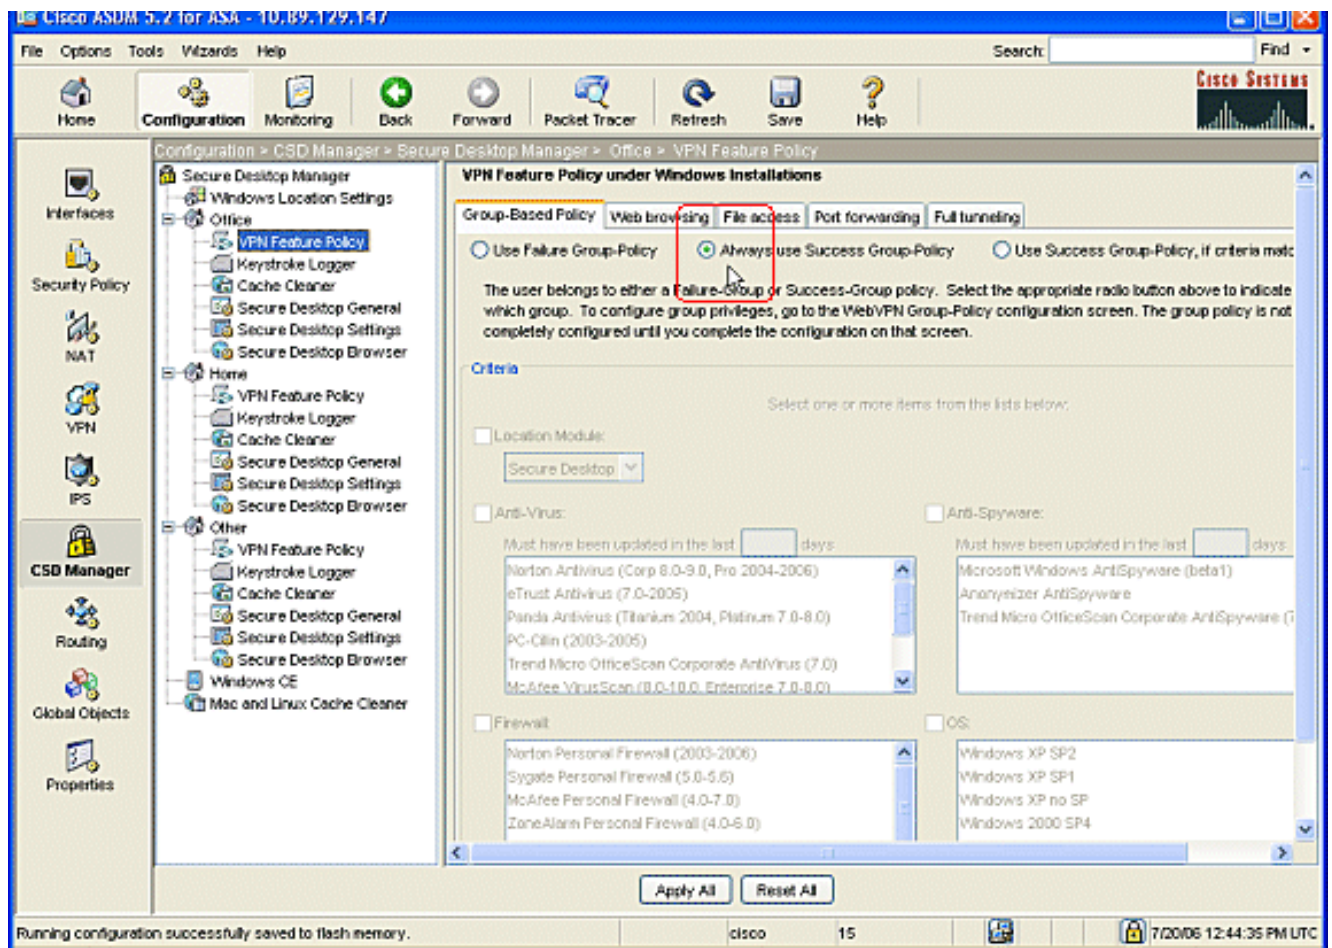 Cisco ASDM 5.2 for ASA - 10.89.129.147
File Options Tools Wizards Help Search: Find
Home Configuration Monitoring Back Forward Packet Tracer Refresh Save Help
CISCO SYSTEMS
Configuration > CSD Manager > Secure Desktop Manager > Office > VPN Feature Policy
Interfaces
Security Policy
NAT
VPN
IPS
CSD Manager
Routing
Global Objects
Properties
Secure Desktop Manager
Windows Location Settings
Office
VPN Feature Policy
Keystroke Logger
Cache Cleaner
Secure Desktop General
Secure Desktop Settings
Secure Desktop Browser
Home
VPN Feature Policy
Keystroke Logger
Cache Cleaner
Secure Desktop General
Secure Desktop Settings
Secure Desktop Browser
Other
VPN Feature Policy
Keystroke Logger
Cache Cleaner
Secure Desktop General
Secure Desktop Settings
Secure Desktop Browser
Windows CE
Mac and Linux Cache Cleaner
VPN Feature Policy under Windows Installations
Group-Based Policy Web browsing File access Port forwarding Full tunneling
Use Failure Group-Policy Always use Success Group-Policy Use Success Group-Policy, if criteria matc
The user belongs to either a Failure-Group or Success-Group policy. Select the appropriate radio button above to indicate
which group. To configure group privileges, go to the WebVPN Group-Policy configuration screen. The group policy is not
completely configured until you complete the configuration on that screen.
Criteria
Select one or more items from the lists below:
Location Module:
Secure Desktop
Anti-Virus:
Must have been updated in the last days
Norton Antivirus (Corp 8.0-9.0, Pro 2004-2006)
eTrust Antivirus (7.0-2005)
Panda Antivirus (Titanium 2004, Platinum 7.0-8.0)
PC-Cillin (2003-2005)
Trend Micro OfficeScan Corporate AntiVirus (7.0)
McAfee VirusScan (8.0-10.0, Enterprise 7.0-8.0)
Anti-Spyware:
Must have been updated in the last days
Microsoft Windows AntiSpyware (beta1)
Anonymizer AntiSpyware
Trend Micro OfficeScan Corporate AntiSpyware (7
Firewall:
Norton Personal Firewall (2003-2006)
Sygate Personal Firewall (5.0-5.6)
McAfee Personal Firewall (4.0-7.0)
ZoneAlarm Personal Firewall (4.0-6.0)
OS:
Windows XP SP2
Windows XP SP1
Windows XP no SP
Windows 2000 SP4
Apply All Reset All
Running configuration successfully saved to flash memory. cisco 15 7/20/06 12:44:35 PM UTC